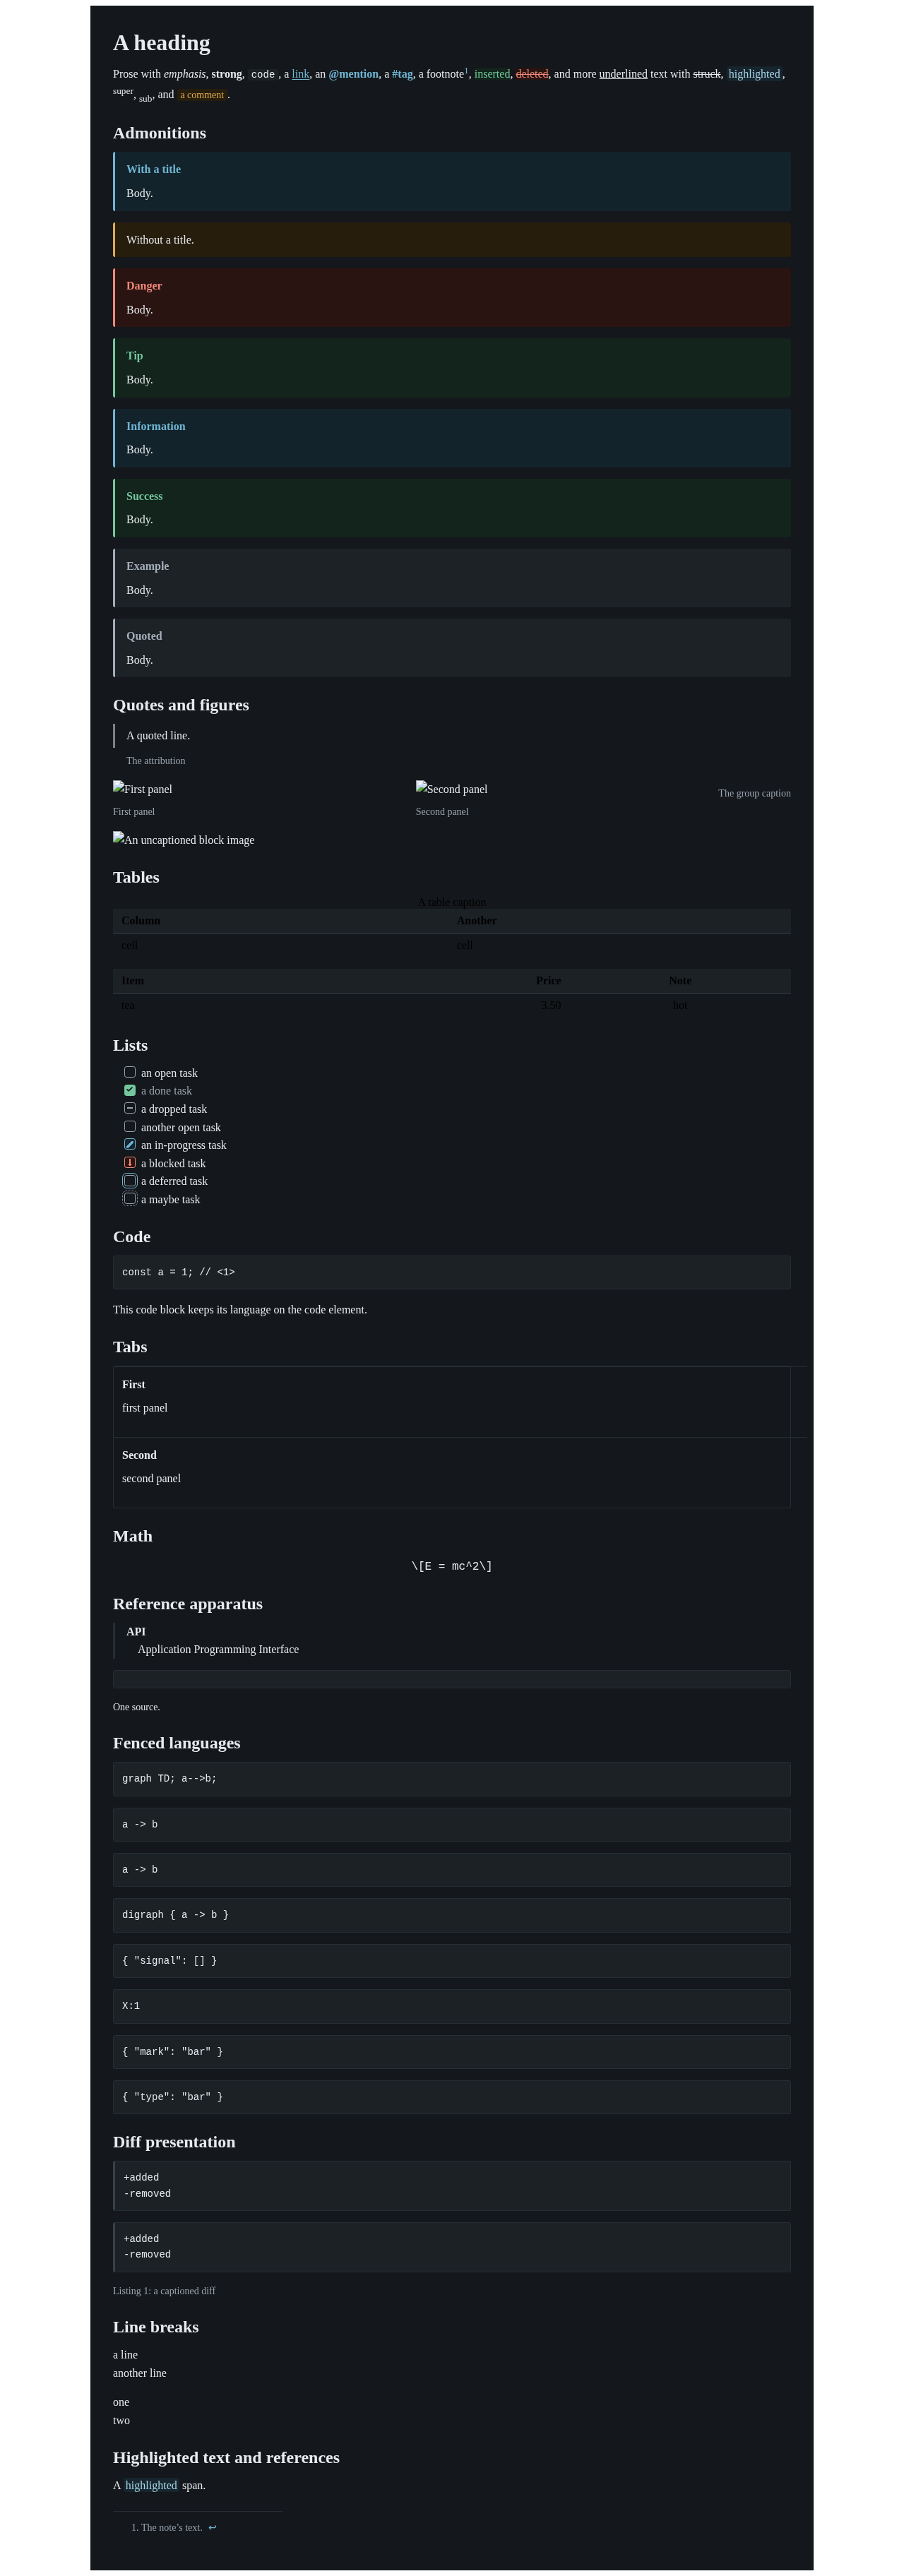 A heading
Prose with emphasis, strong, code, a link, an @mention, a #tag, a footnote1, inserted, deleted, and more underlined text with struck, highlighted,
super, sub, and a comment.
Admonitions
With a title
Body.
Without a title.
Danger
Body.
Tip
Body.
Information
Body.
Success
Body.
Example
Body.
Quoted
Body.
Quotes and figures
A quoted line.
The attribution
First panel
Second panel
The group caption
First panel
Second panel
An uncaptioned block image
Tables
A table caption
Column Another
cell cell
Item Price Note
tea 3.50 hot
Lists
an open task
a done task
a dropped task
another open task
an in-progress task
a blocked task
a deferred task
a maybe task
Code
const a = 1; // <1>
This code block keeps its language on the code element.
Tabs
First
first panel
Second
second panel
Math
\[E = mc^2\]
Reference apparatus
API
Application Programming Interface
One source.
Fenced languages
graph TD; a-->b;
a -> b
a -> b
digraph { a -> b }
{ "signal": [] }
X:1
{ "mark": "bar" }
{ "type": "bar" }
Diff presentation
+added
-removed
+added
-removed
Listing 1: a captioned diff
Line breaks
a line
another line
one
two
Highlighted text and references
A highlighted span.
1. The note’s text. ↩